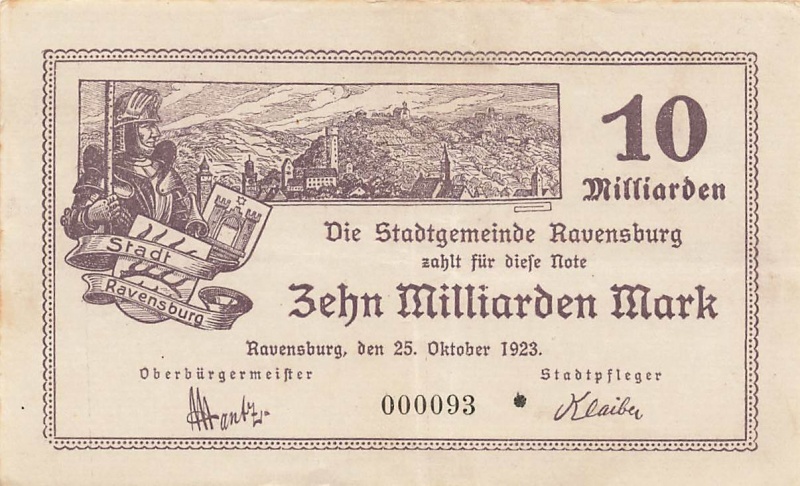 10
Milliarden
Stadt
Ravensburg
Die Stadtgemeinde Ravensburg
zahlt für dieſe Note
Zehn Milliarden Mark
Ravensburg, den 25. Oktober 1923.
Oberbürgermeiſter
Stadtpfleger
000093 *
Klaiber